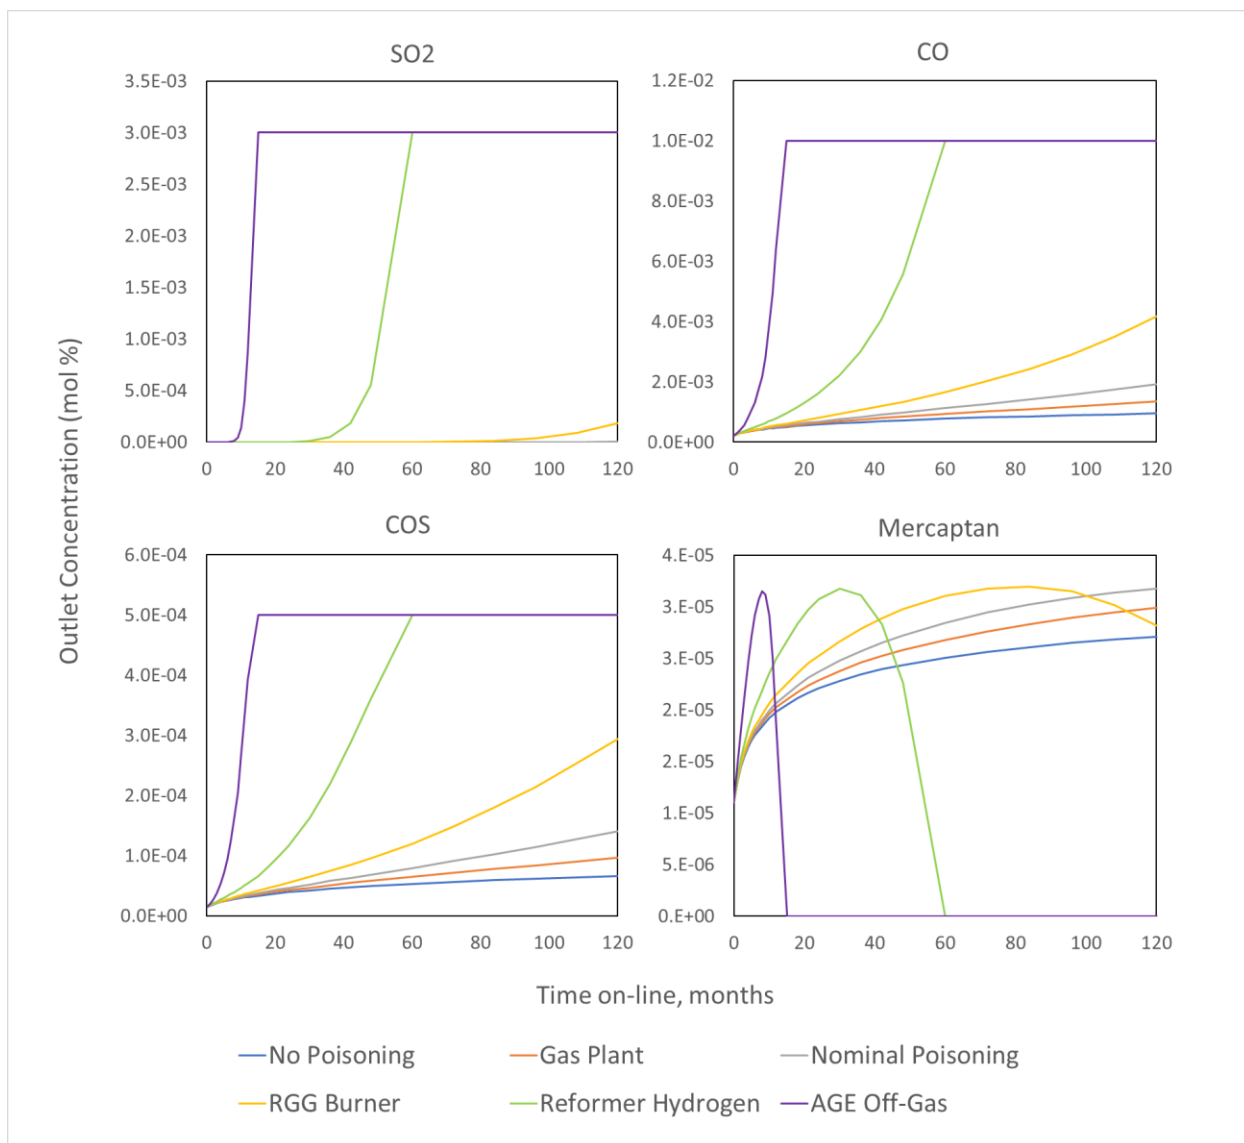 SO2
3.5E-03
3.0E-03
2.5E-03
2.0E-03
1.5E-03
1.0E-03
5.0E-04
0.0E+00
0 20 40 60 80 100 120
CO
1.2E-02
1.0E-02
8.0E-03
6.0E-03
4.0E-03
2.0E-03
0.0E+00
0 20 40 60 80 100 120
Outlet Concentration (mol %)
COS
6.0E-04
5.0E-04
4.0E-04
3.0E-04
2.0E-04
1.0E-04
0.0E+00
0 20 40 60 80 100 120
Mercaptan
4.E-05
3.E-05
3.E-05
2.E-05
2.E-05
1.E-05
5.E-06
0.E+00
0 20 40 60 80 100 120
Time on-line, months
No Poisoning Gas Plant Nominal Poisoning
RGG Burner Reformer Hydrogen AGE Off-Gas